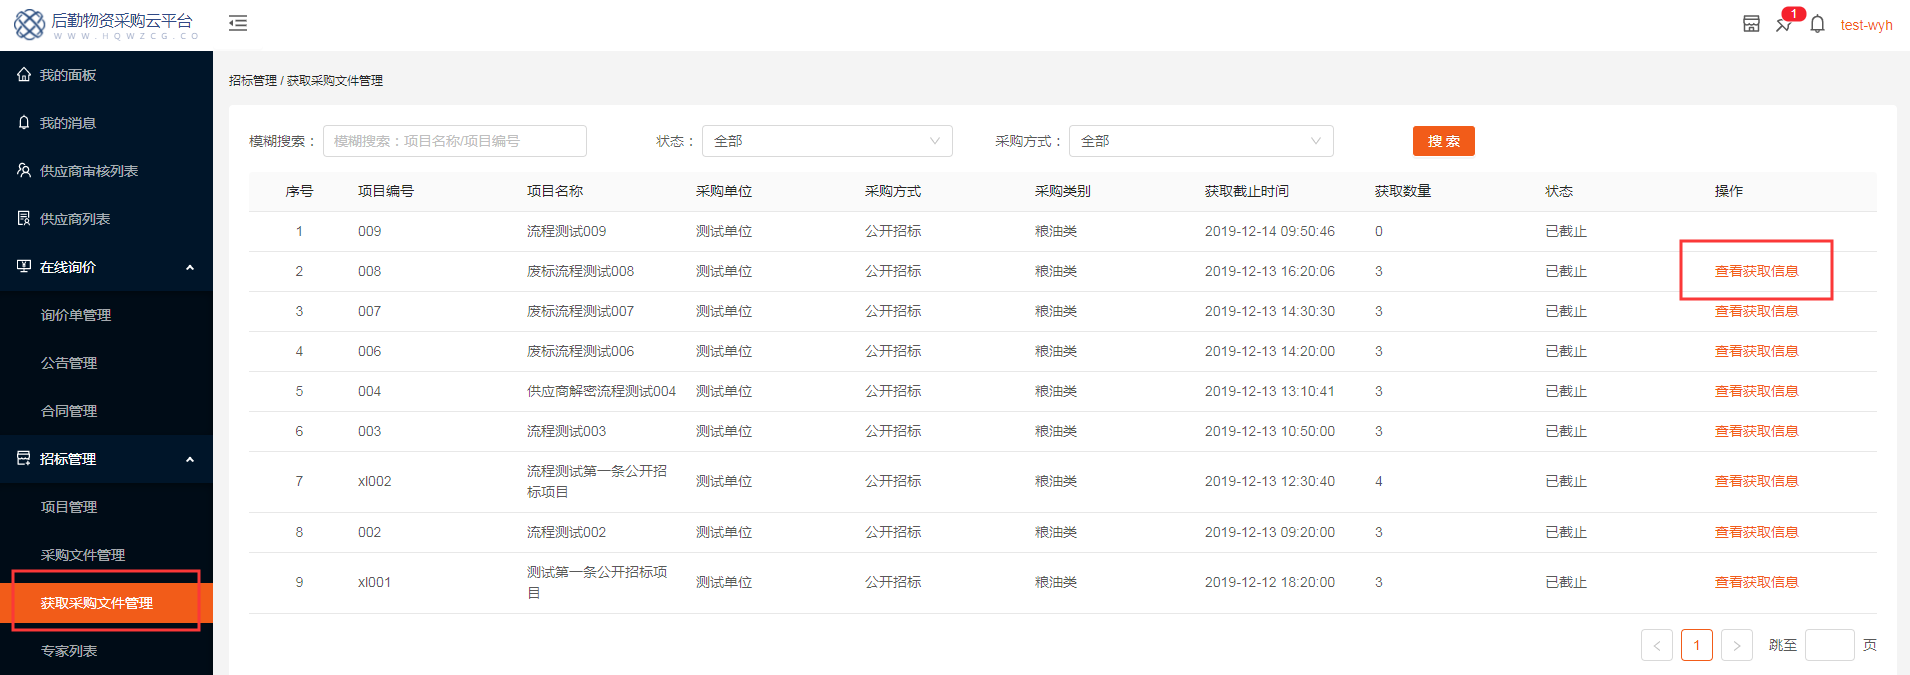 后勤物资采购云平台
WWW.HQWZCG.CO
1
test-wyh
我的面板
我的消息
供应商审核列表
供应商列表
在线询价
询价单管理
公告管理
合同管理
招标管理
项目管理
采购文件管理
获取采购文件管理
专家列表
招标管理 / 获取采购文件管理
模糊搜索： 模糊搜索：项目名称/项目编号 状态： 全部 采购方式： 全部 搜 索
序号 项目编号 项目名称 采购单位 采购方式 采购类别 获取截止时间 获取数量 状态 操作
1 009 流程测试009 测试单位 公开招标 粮油类 2019-12-14 09:50:46 0 已截止
2 008 废标流程测试008 测试单位 公开招标 粮油类 2019-12-13 16:20:06 3 已截止 查看获取信息
3 007 废标流程测试007 测试单位 公开招标 粮油类 2019-12-13 14:30:30 3 已截止 查看获取信息
4 006 废标流程测试006 测试单位 公开招标 粮油类 2019-12-13 14:20:00 3 已截止 查看获取信息
5 004 供应商解密流程测试004 测试单位 公开招标 粮油类 2019-12-13 13:10:41 3 已截止 查看获取信息
6 003 流程测试003 测试单位 公开招标 粮油类 2019-12-13 10:50:00 3 已截止 查看获取信息
7 xl002 流程测试第一条公开招 测试单位 公开招标 粮油类 2019-12-13 12:30:40 4 已截止 查看获取信息
标项目
8 002 流程测试002 测试单位 公开招标 粮油类 2019-12-13 09:20:00 3 已截止 查看获取信息
9 xl001 测试第一条公开招标项 测试单位 公开招标 粮油类 2019-12-12 18:20:00 3 已截止 查看获取信息
目
< 1 > 跳至 页